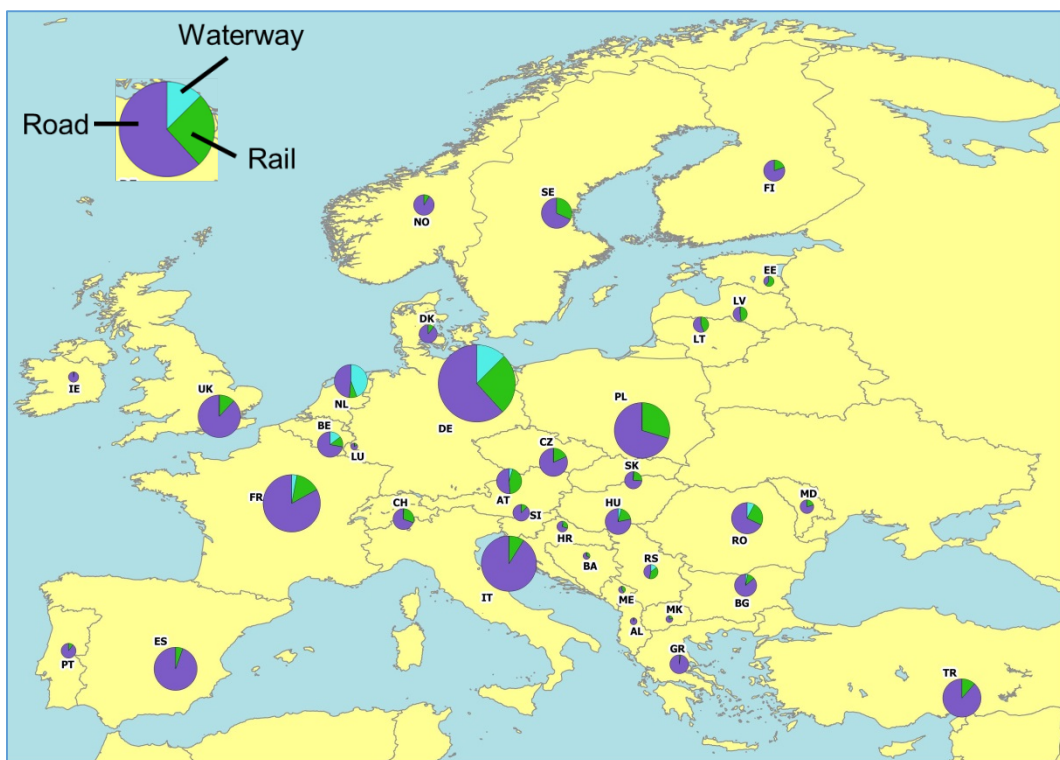 Waterway
Road
Rail
FI
SE
NO
EE
LV
DK
LT
IE
UK
NL
PL
BE
DE
LU
CZ
SK
FR
AT
CH
HU
MD
SI
RO
HR
BA
RS
IT
ME
BG
MK
AL
ES
PT
GR
TR